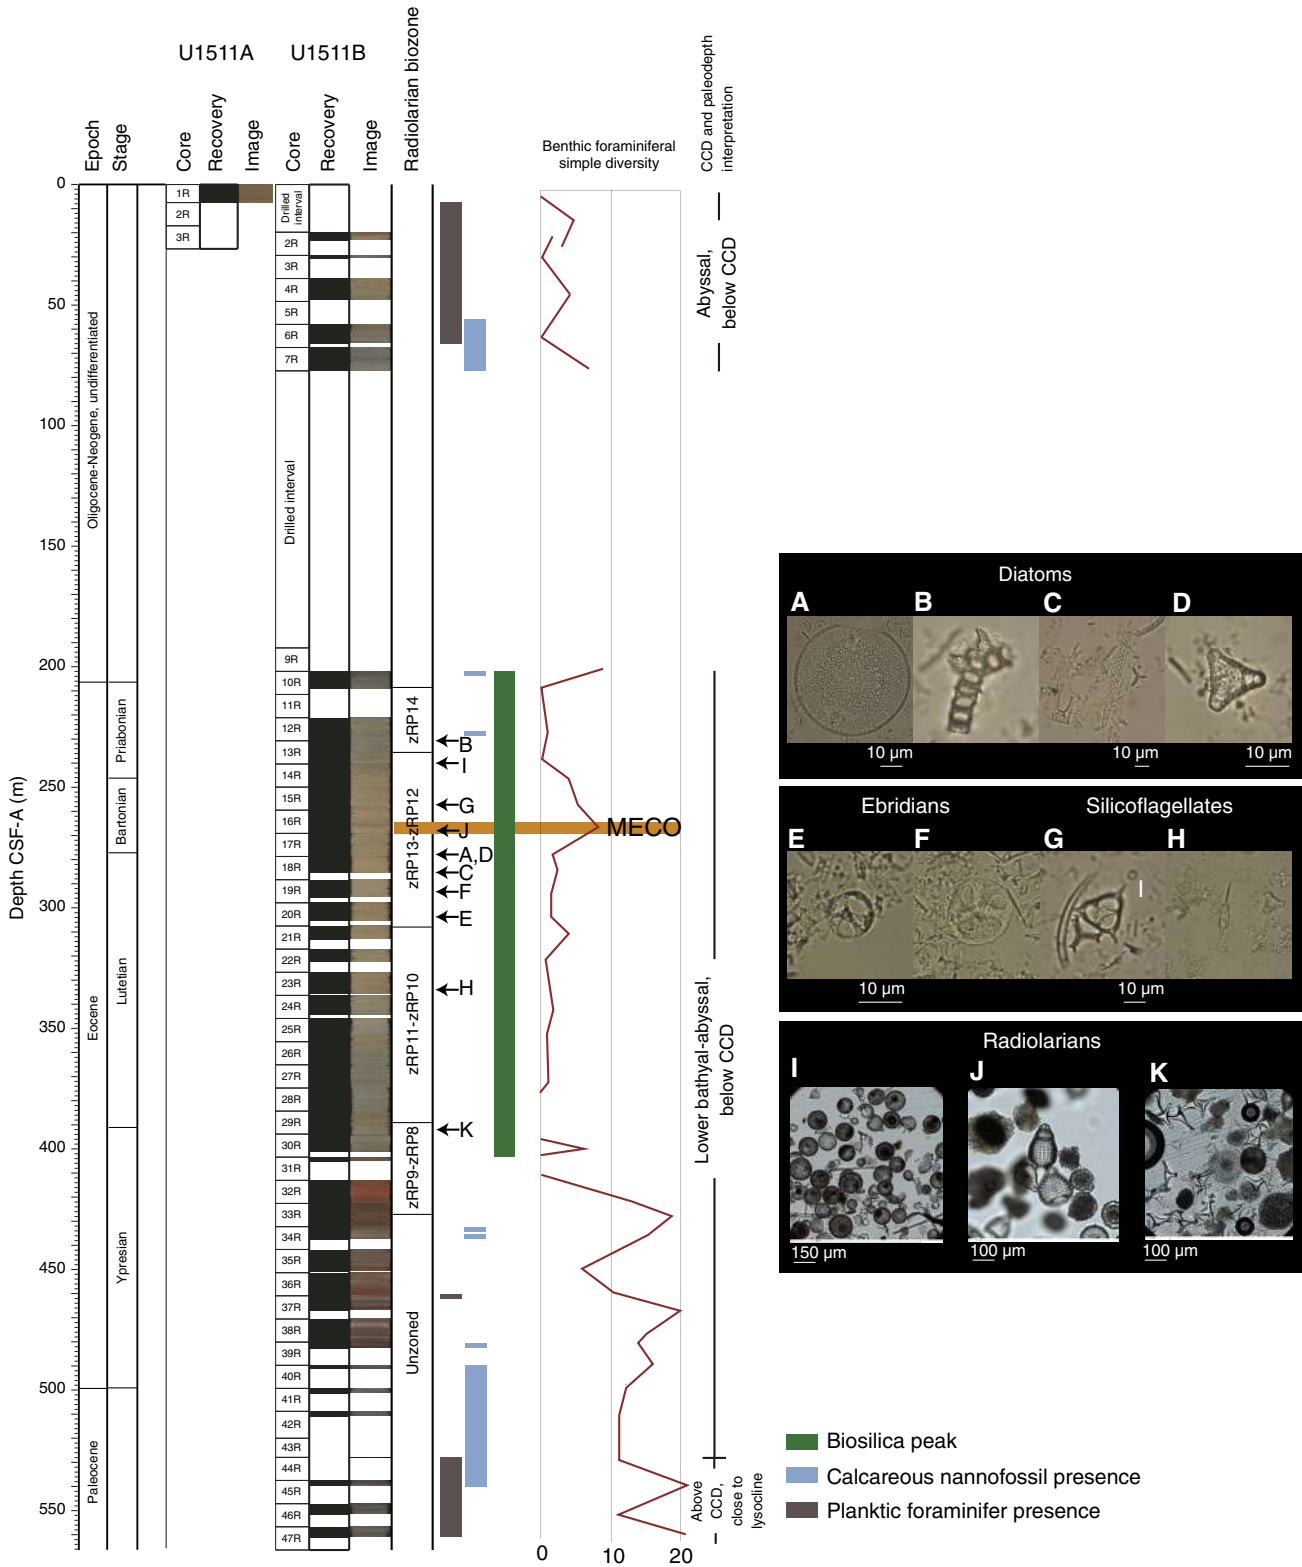 U1511A
U1511B
Epoch
Stage
Core
Recovery
Image
Core
Recovery
Image
Radiolarian biozone
Benthic foraminiferal
simple diversity
CCD and paleodepth
interpretation
Depth CSF-A (m)
0
50
100
150
200
250
300
350
400
450
500
550
Oligocene-Neogene, undifferentiated
Eocene
Paleocene
Priabonian
Bartonian
Lutetian
Ypresian
1R
2R
3R
Drilled
interval
2R
3R
4R
5R
6R
7R
Drilled interval
9R
10R
11R
12R
13R
14R
15R
16R
17R
18R
19R
20R
21R
22R
23R
24R
25R
26R
27R
28R
29R
30R
31R
32R
33R
34R
35R
36R
37R
38R
39R
40R
41R
42R
43R
44R
45R
46R
47R
zRP14
zRP13-zRP12
zRP11-zRP10
zRP9-zRP8
Unzoned
B
I
G
J
A,D
C
F
E
H
K
MECO
0
10
20
Abyssal,
below CCD
Lower bathyal-abyssal,
below CCD
Above
CCD,
close to
lysocline
Diatoms
A
B
C
D
10 µm
10 µm
10 µm
Ebridians
Silicoflagellates
E
F
G
H
I
10 µm
10 µm
Radiolarians
I
J
K
150 µm
100 µm
100 µm
Biosilica peak
Calcareous nannofossil presence
Planktic foraminifer presence